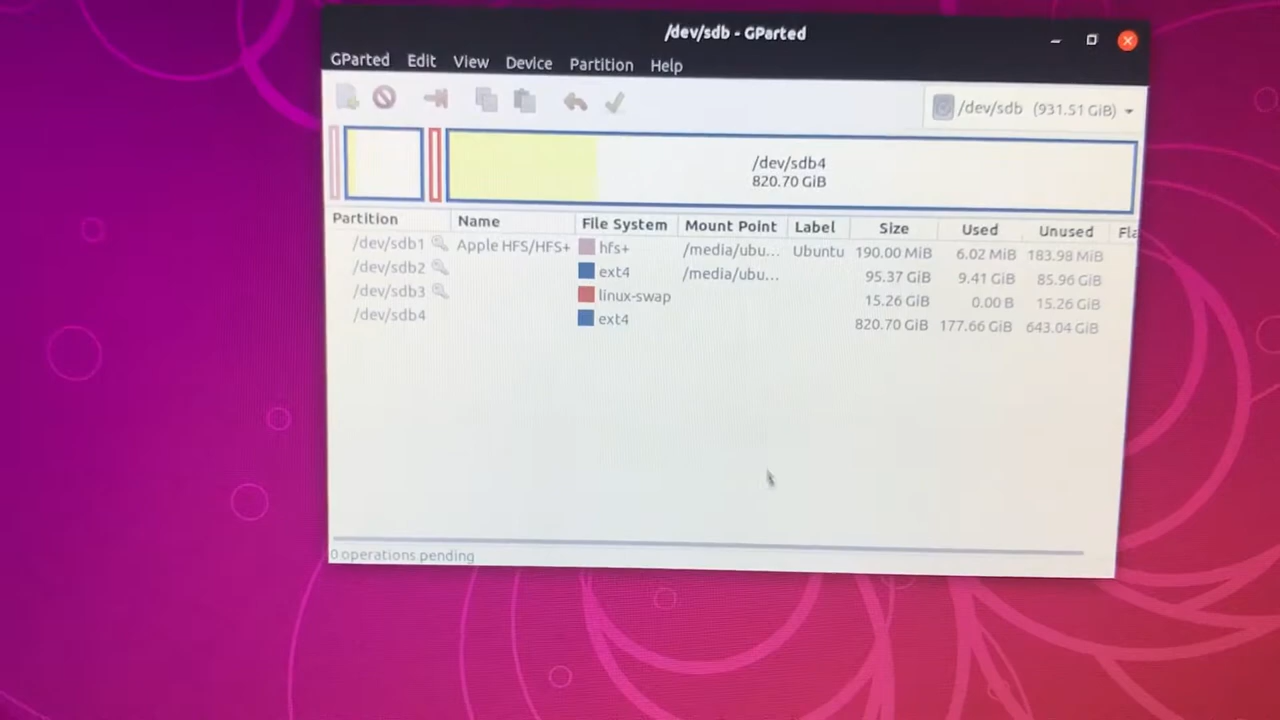 /dev/sdb - GParted
GParted Edit View Device Partition Help
/dev/sdb (931.51 GiB)
/dev/sdb4
820.70 GiB
Partition Name File System Mount Point Label Size Used Unused Fla
/dev/sdb1 Apple HFS/HFS+ hfs+ /media/ubu... Ubuntu 190.00 MiB 6.02 MiB 183.98 MiB
/dev/sdb2 ext4 /media/ubu... 95.37 GiB 9.41 GiB 85.96 GiB
/dev/sdb3 linux-swap 15.26 GiB 0.00 B 15.26 GiB
/dev/sdb4 ext4 820.70 GiB 177.66 GiB 643.04 GiB
0 operations pending